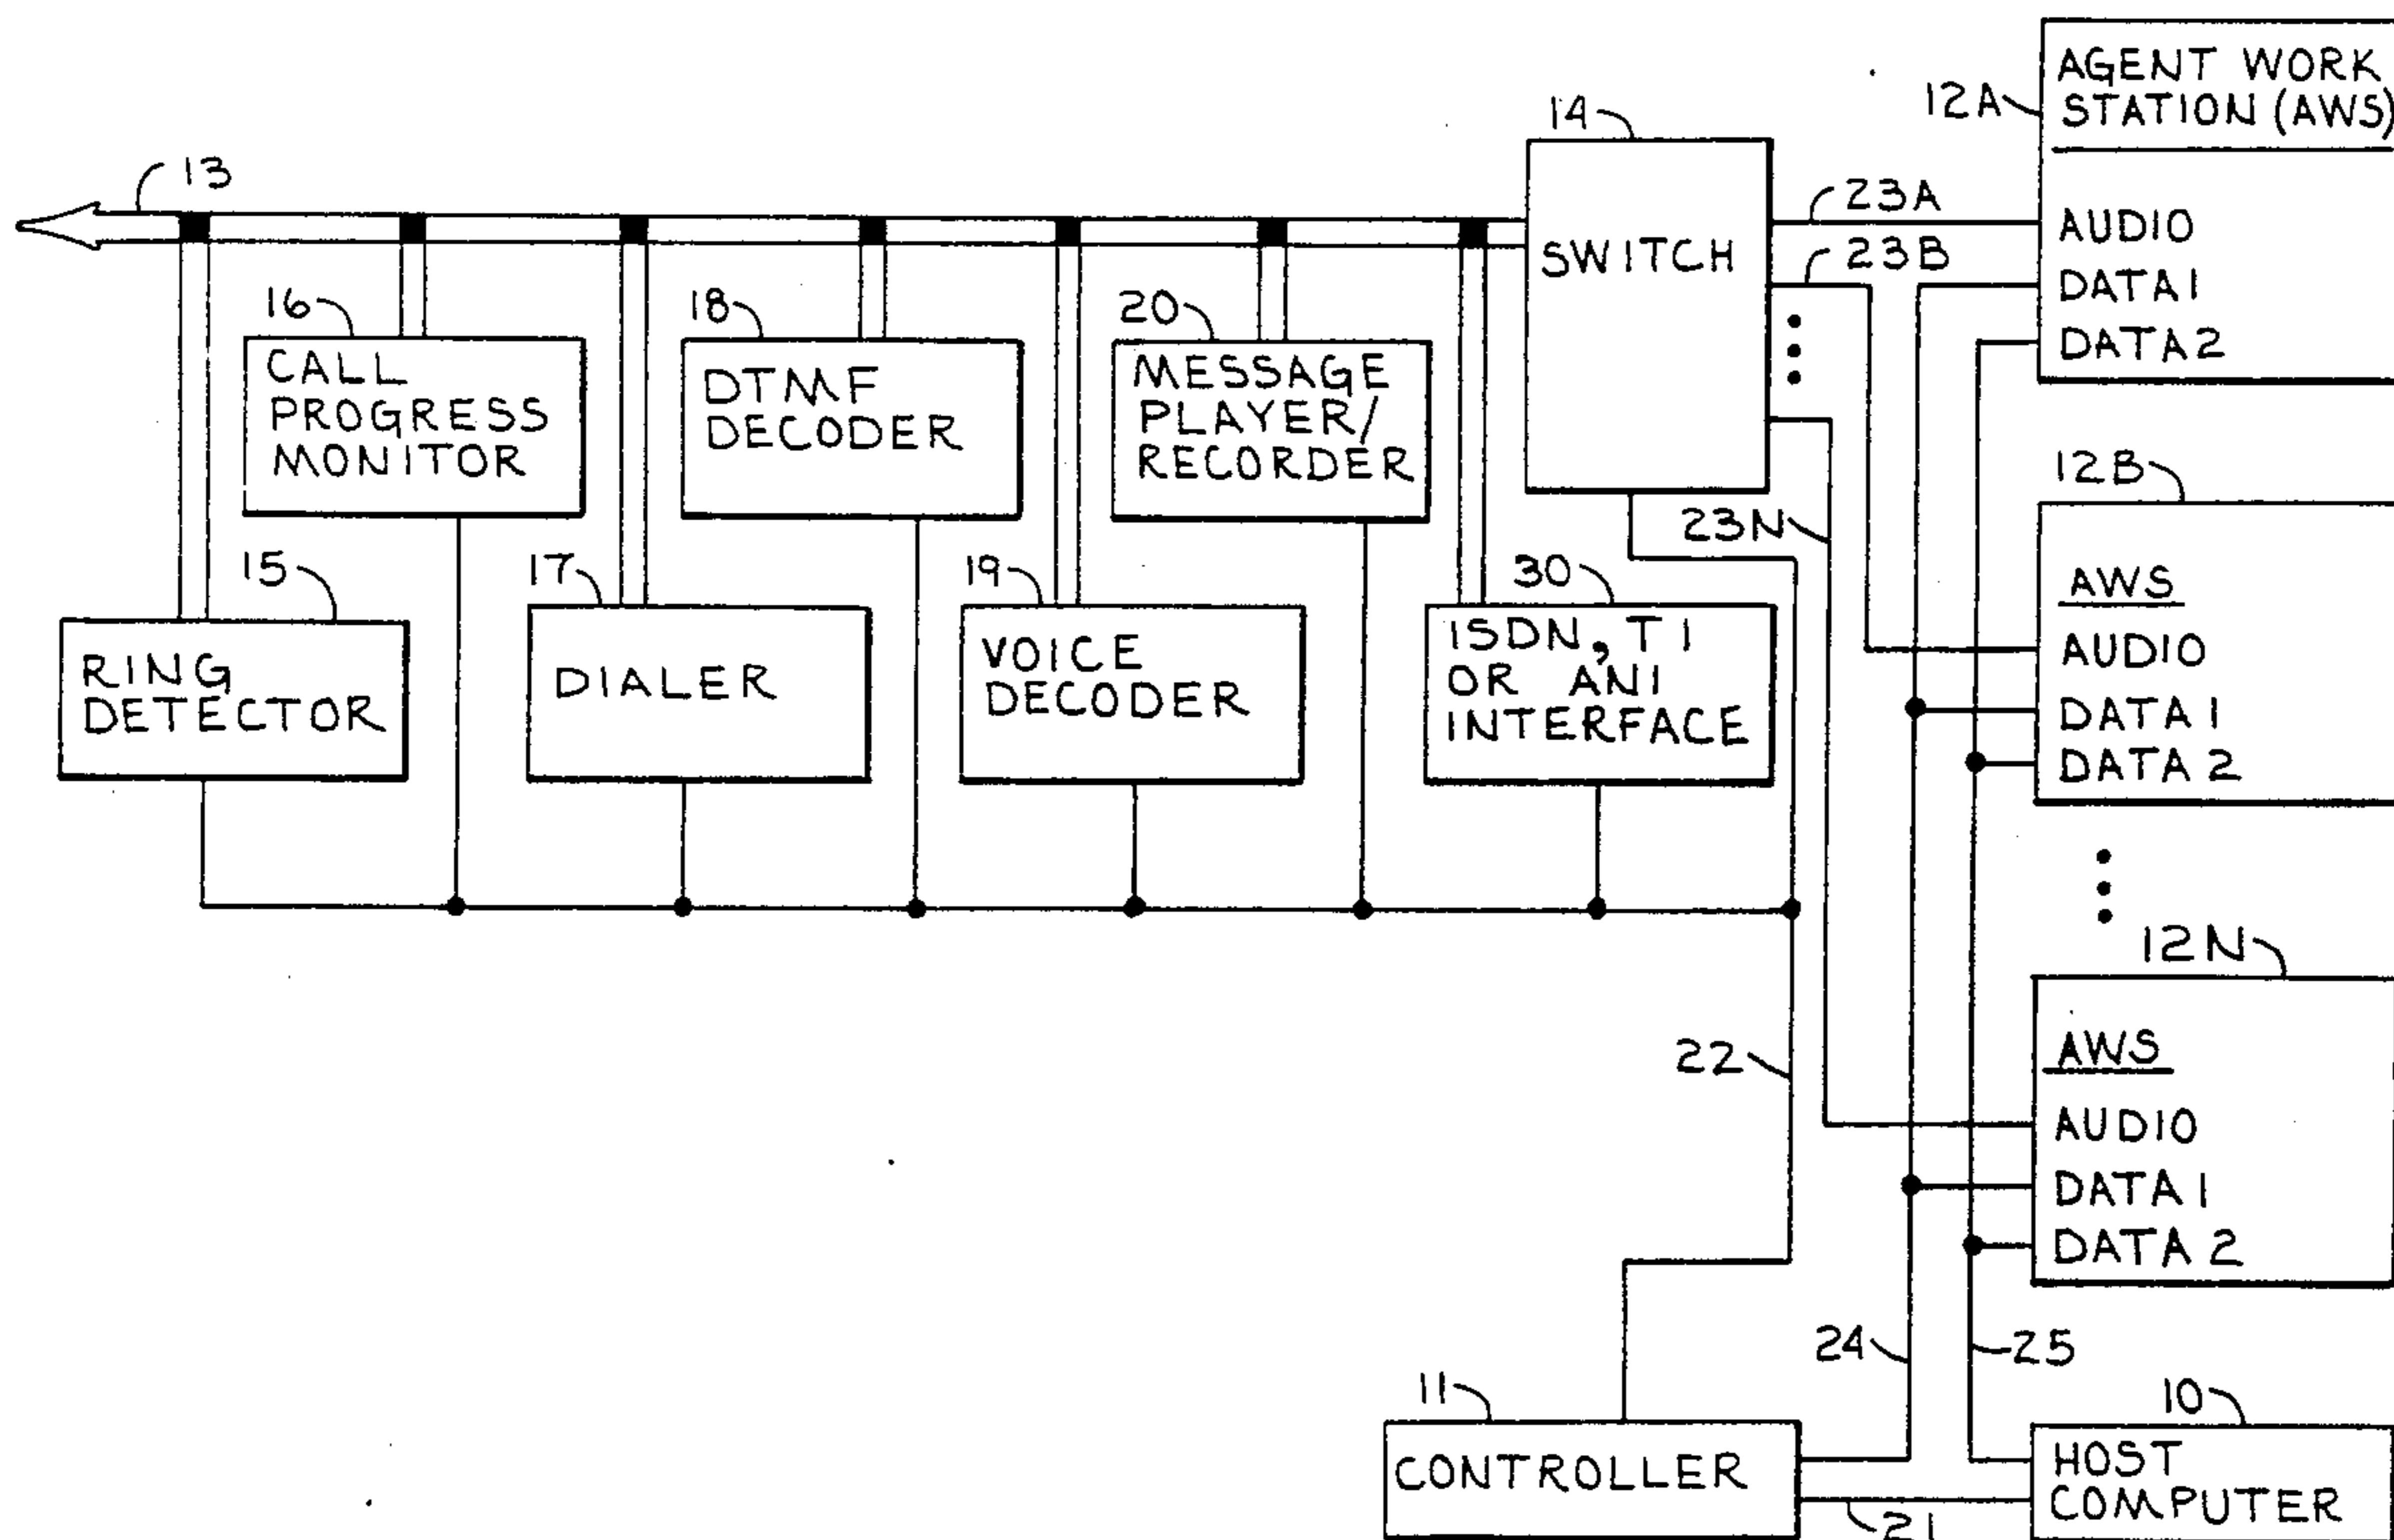 13
14
12A
AGENT WORK
STATION (AWS)
23A
AUDIO
23B
DATA 1
DATA 2
SWITCH
16
CALL
PROGRESS
MONITOR
18
DTMF
DECODER
20
MESSAGE
PLAYER/
RECORDER
23N
12B
AWS
AUDIO
DATA 1
DATA 2
15
RING
DETECTOR
17
DIALER
19
VOICE
DECODER
30
ISDN, T1
OR ANI
INTERFACE
12N
AWS
AUDIO
DATA 1
DATA 2
22
24
25
11
CONTROLLER
10
HOST
COMPUTER
21